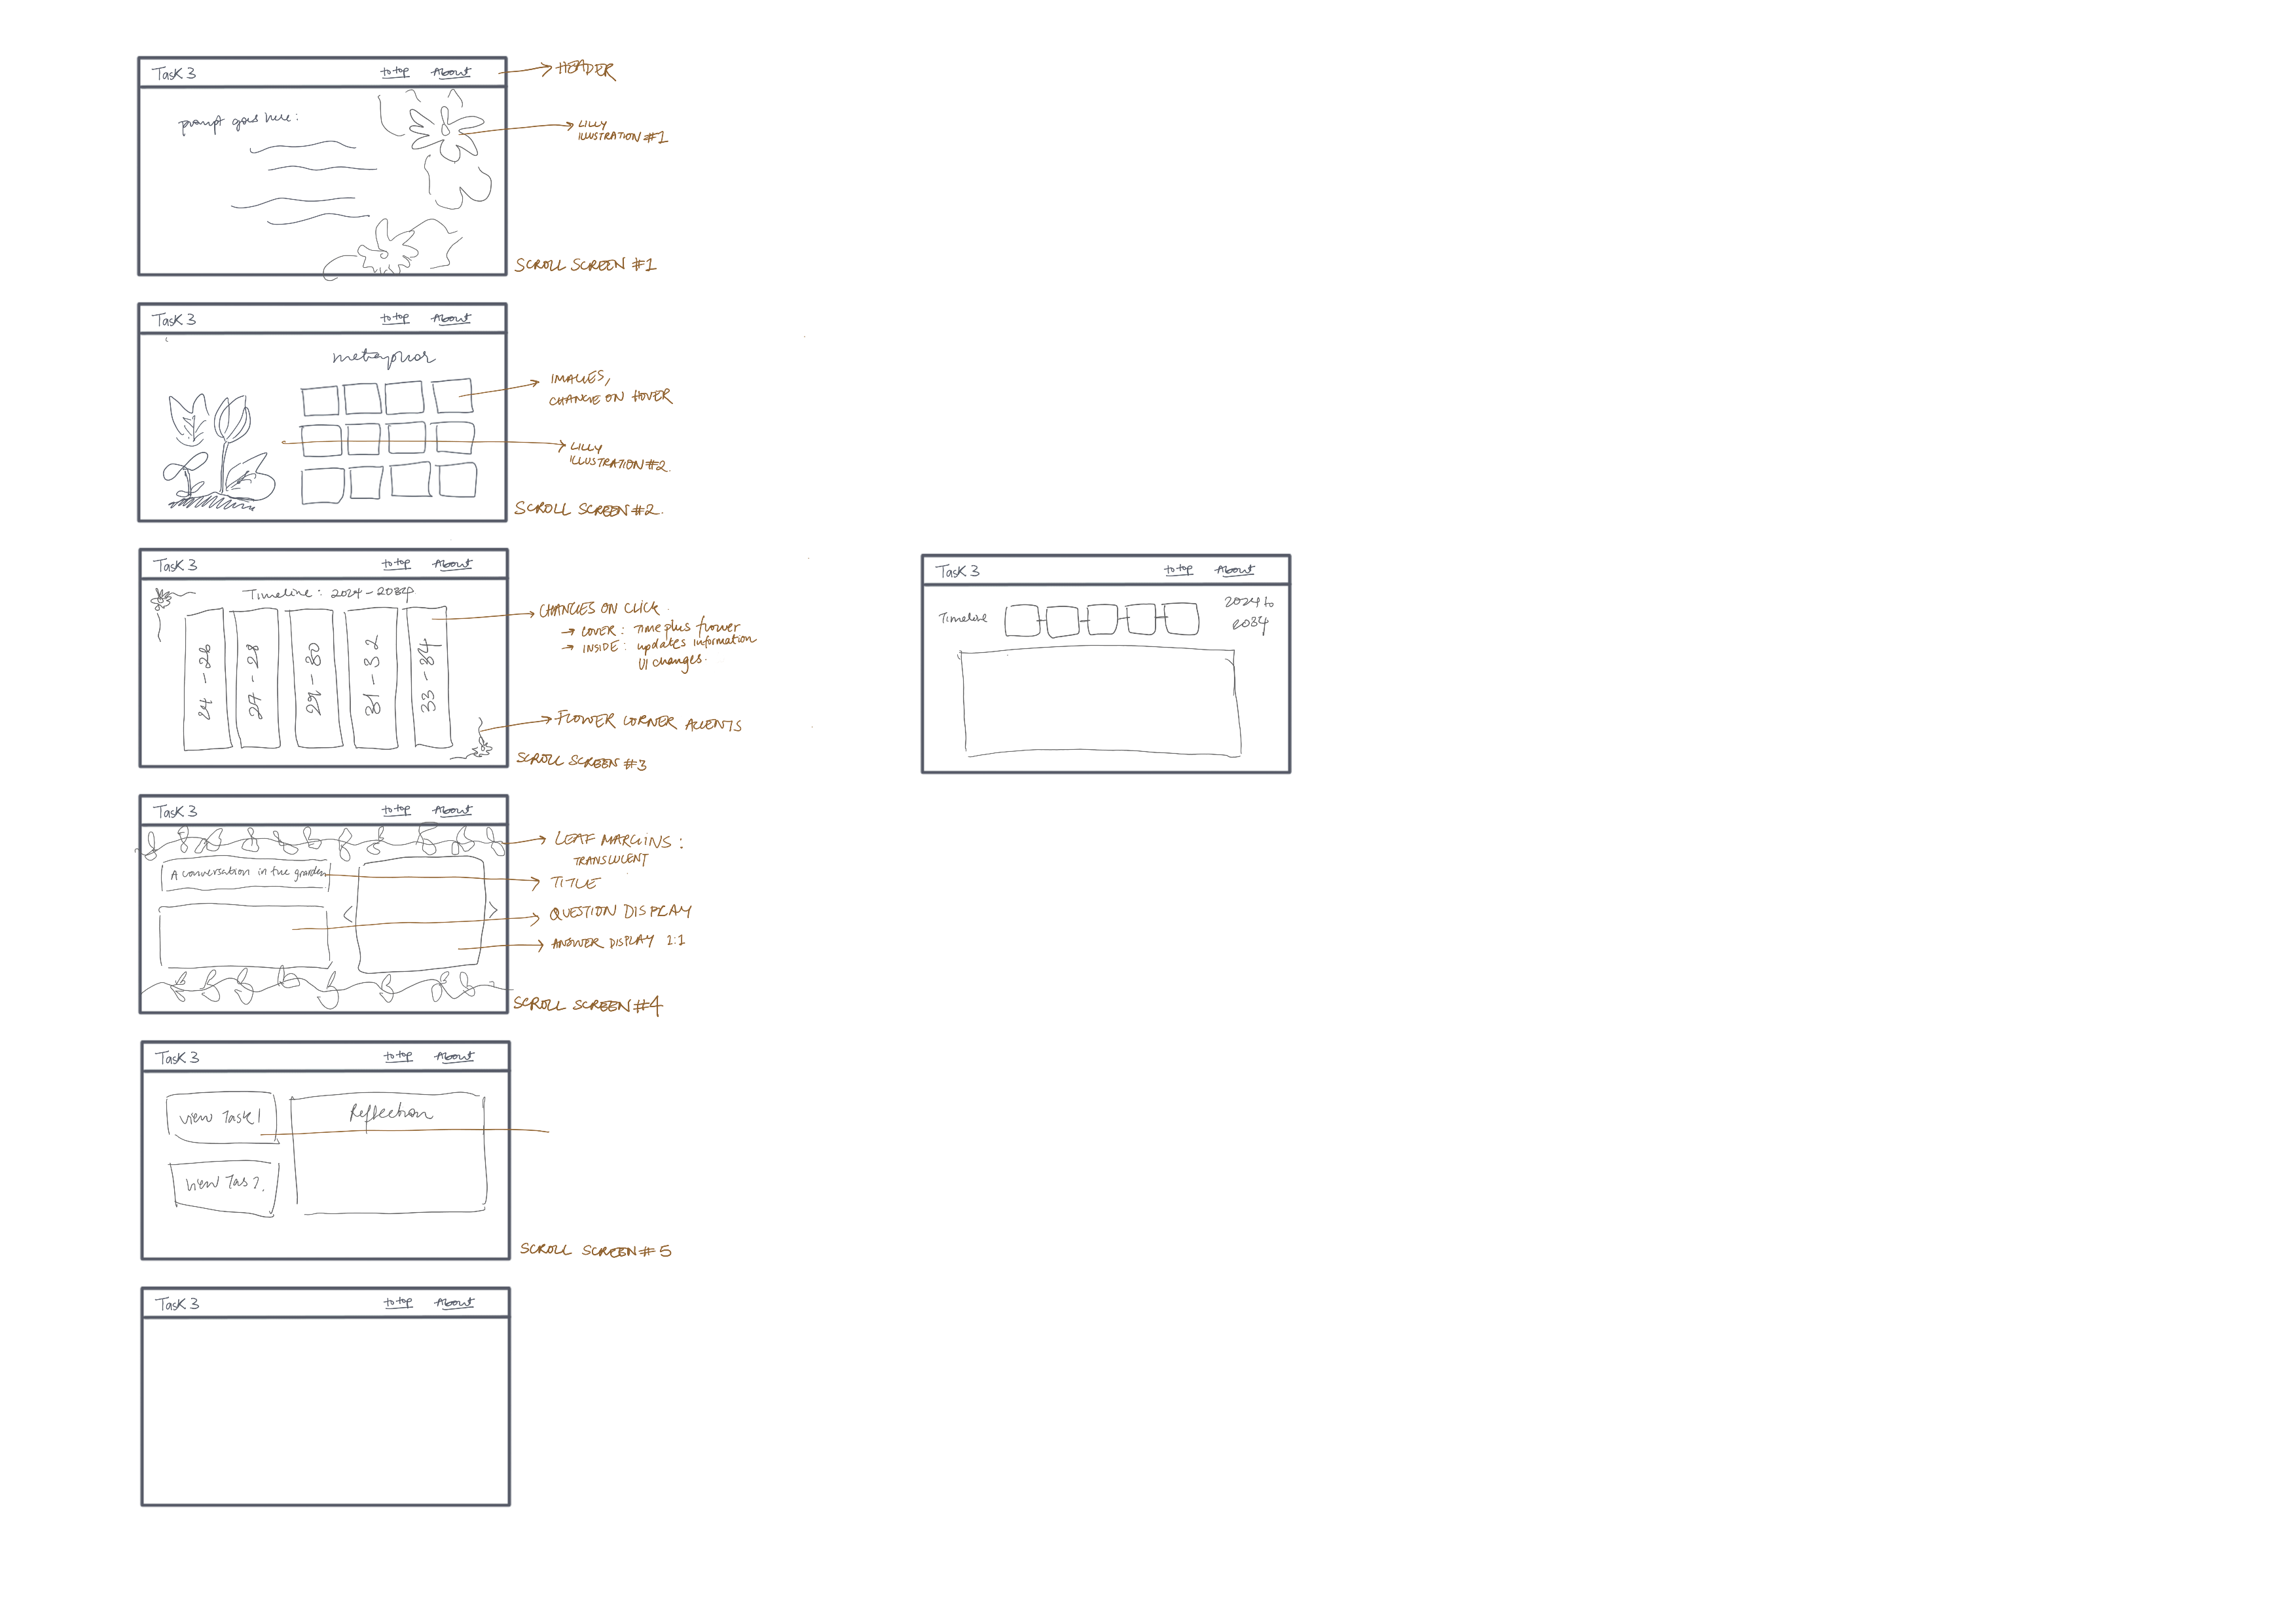 Task 3
to top
About
HEADER
prompt goes here:
LILLY
ILLUSTRATION #1
SCROLL SCREEN #1
Task 3
to top
About
metaphor
IMAGES,
CHANGE ON HOVER
LILLY
ILLUSTRATION #2.
SCROLL SCREEN #2.
Task 3
to top
About
Timeline: 2024 - 2034
24 - 26
27 - 28
29 - 30
31 - 32
33 - 34
CHANGES ON CLICK
→ COVER: Time plus flower
→ INSIDE: updates information
UI changes.
FLOWER CORNER ACCENTS
SCROLL SCREEN #3
Task 3
to top
About
Timeline
2024 to
2034
Task 3
to top
About
LEAF MARGINS:
TRANSLUCENT
A conversation in the garden
TITLE
QUESTION DISPLAY
ANSWER DISPLAY 1:1
<
>
SCROLL SCREEN #4
Task 3
to top
About
View Task 1
Reflection
View Tas 2.
SCROLL SCREEN #5
Task 3
to top
About